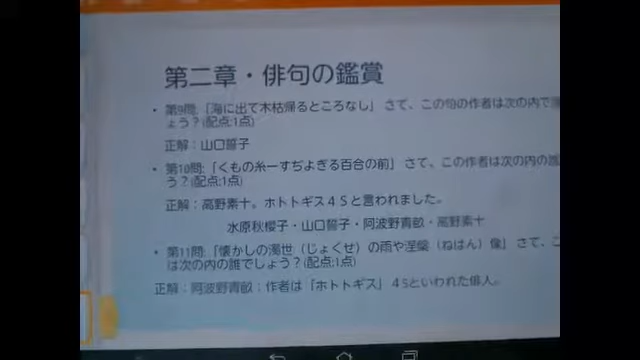 第二章・俳句の鑑賞
• 第9問:「海に出て木枯帰るところなし」さて、この句の作者は次の内で
ょう?(配点:1点)
正解:山口誓子
• 第10問:「くもの糸一すぢよぎる百合の前」さて、この作者は次の内の誰
う?(配点:1点)
正解:高野素十。ホトトギス4Sと言われました。
水原秋櫻子・山口誓子・阿波野青畝・高野素十
• 第11問:「懐かしの濁世(じょくせ)の雨や涅槃(ねはん)像」さて、こ
は次の内の誰でしょう?(配点:1点)
正解:阿波野青畝:作者は「ホトトギス」4Sといわれた俳人。